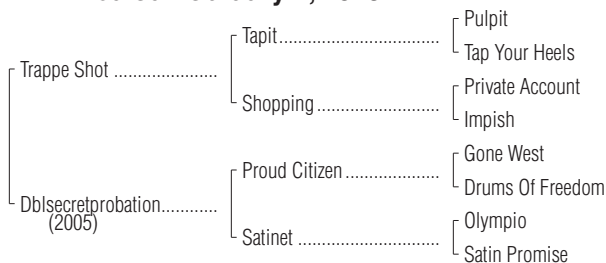 Pulpit
Tapit
Tap Your Heels
Trappe Shot
Private Account
Shopping
Impish
Gone West
Proud Citizen
Drums Of Freedom
Dblsecretprobation
(2005)
Olympio
Satinet
Satin Promise